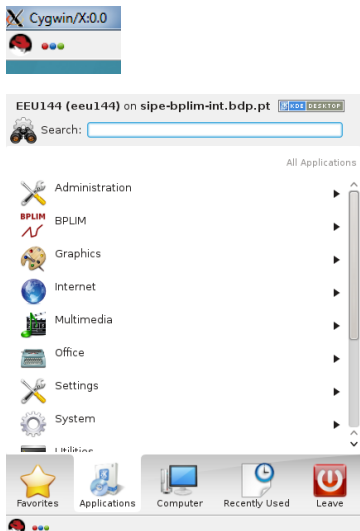 Cygwin/X:0.0
EEU144 (eeu144) on sipe-bplim-int.bdp.pt KDE DESKTOP
Search:
All Applications
Administration
BPLIM BPLIM
Graphics
Internet
Multimedia
Office
Settings
System
Utilities
Favorites Applications Computer Recently Used Leave